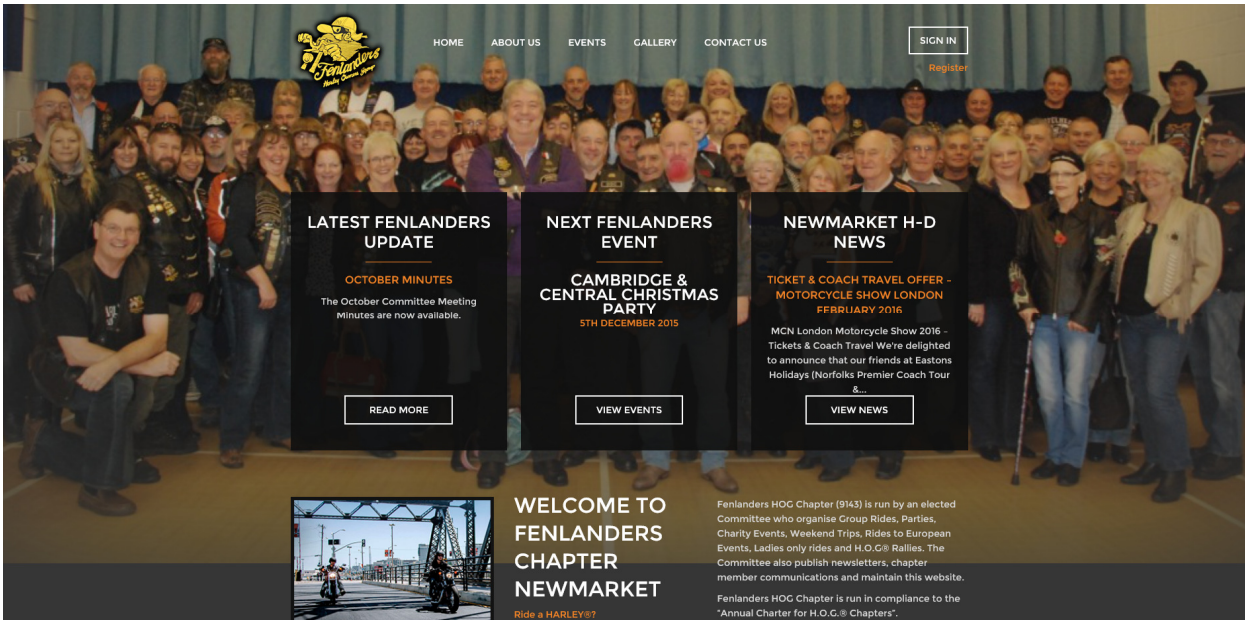 Fenlanders
Harley Owners Group
HOME
ABOUT US
EVENTS
GALLERY
CONTACT US
SIGN IN
Register
LATEST FENLANDERS
UPDATE
OCTOBER MINUTES
The October Committee Meeting
Minutes are now available.
READ MORE
NEXT FENLANDERS
EVENT
CAMBRIDGE &
CENTRAL CHRISTMAS
PARTY
5TH DECEMBER 2015
VIEW EVENTS
NEWMARKET H-D
NEWS
TICKET & COACH TRAVEL OFFER –
MOTORCYCLE SHOW LONDON
FEBRUARY 2016
MCN London Motorcycle Show 2016 –
Tickets & Coach Travel We're delighted
to announce that our friends at Eastons
Holidays (Norfolks Premier Coach Tour
&...
VIEW NEWS
WELCOME TO
FENLANDERS
CHAPTER
NEWMARKET
Ride a HARLEY®?
Fenlanders HOG Chapter (9143) is run by an elected
Committee who organise Group Rides, Parties,
Charity Events, Weekend Trips, Rides to European
Events, Ladies only rides and H.O.G® Rallies. The
Committee also publish newsletters, chapter
member communications and maintain this website.
Fenlanders HOG Chapter is run in compliance to the
"Annual Charter for H.O.G.® Chapters".